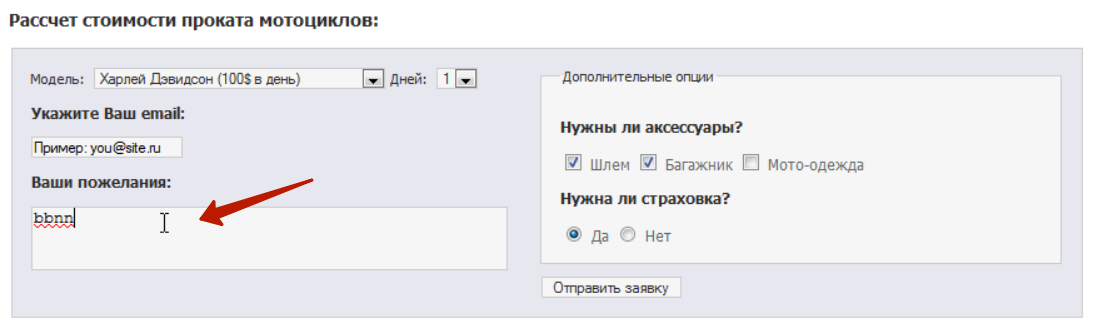 Рассчет стоимости проката мотоциклов:
Модель: Харлей Дэвидсон (100$ в день) Дней: 1
Укажите Ваш email:
Пример: you@site.ru
Ваши пожелания:
bbnn
Дополнительные опции
Нужны ли аксессуары?
Шлем Багажник Мото-одежда
Нужна ли страховка?
Да Нет
Отправить заявку